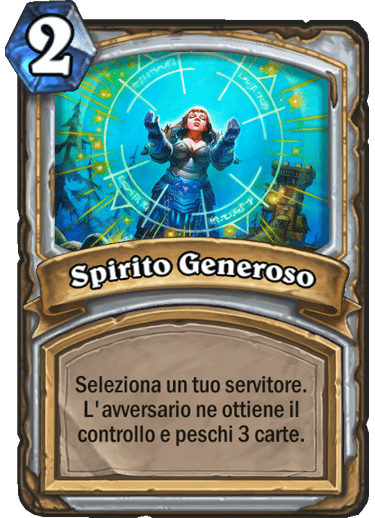 2
Spirito Generoso
Seleziona un tuo servitore.
L'avversario ne ottiene il
controllo e peschi 3 carte.